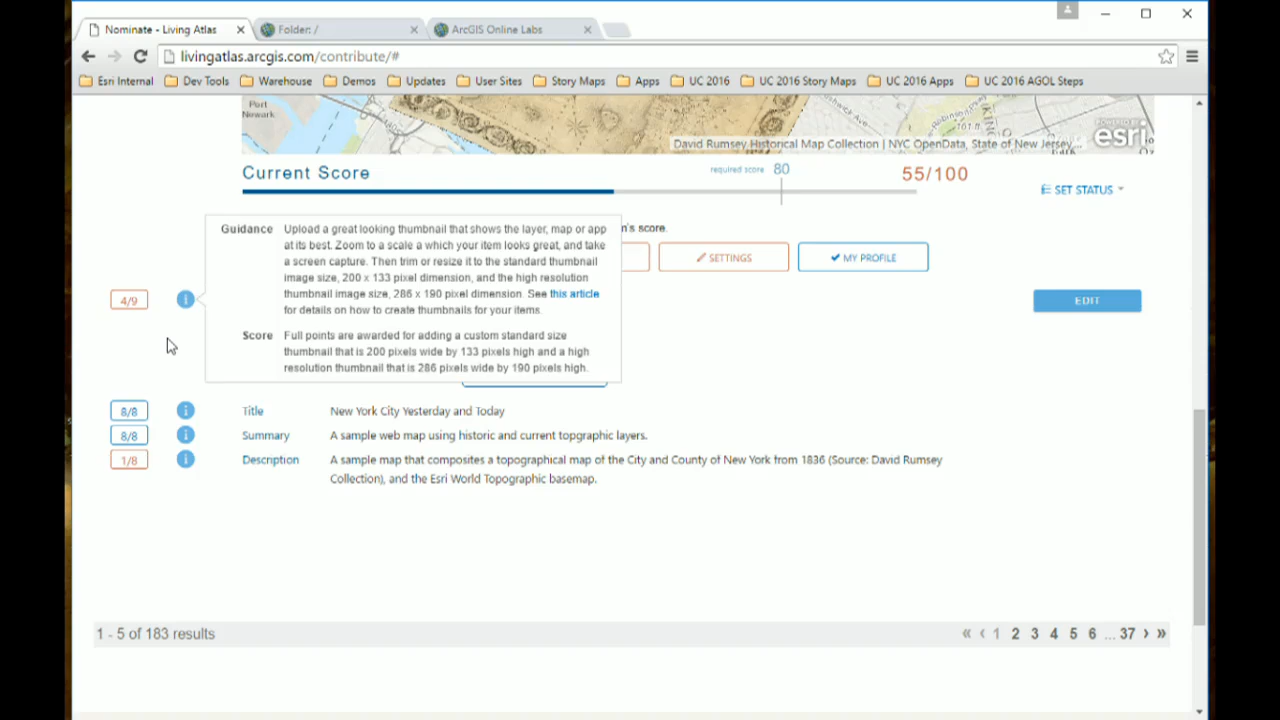 Nominate - Living Atlas
Folder: /
ArcGIS Online Labs
livingatlas.arcgis.com/contribute/#
Esri Internal
Dev Tools
Warehouse
Demos
Updates
User Sites
Story Maps
Apps
UC 2016
UC 2016 Story Maps
UC 2016 Apps
UC 2016 AGOL Steps
Port
Newark
101 ft
POWERED BY
esri
David Rumsey Historical Map Collection | NYC OpenData, State of New Jersey,...
Current Score
required score 80
55/100
SET STATUS
Guidance
Upload a great looking thumbnail that shows the layer, map or app
at its best. Zoom to a scale a which your item looks great, and take
a screen capture. Then trim or resize it to the standard thumbnail
image size, 200 x 133 pixel dimension, and the high resolution
thumbnail image size, 286 x 190 pixel dimension. See this article
for details on how to create thumbnails for your items.
Score
Full points are awarded for adding a custom standard size
thumbnail that is 200 pixels wide by 133 pixels high and a high
resolution thumbnail that is 286 pixels wide by 190 pixels high.
n's score.
SETTINGS
MY PROFILE
4/9
i
EDIT
8/8 i Title New York City Yesterday and Today
8/8 i Summary A sample web map using historic and current topgraphic layers.
1/8 i Description A sample map that composites a topographical map of the City and County of New York from 1836 (Source: David Rumsey
Collection), and the Esri World Topographic basemap.
1 - 5 of 183 results
« ‹ 1 2 3 4 5 6 ... 37 › »